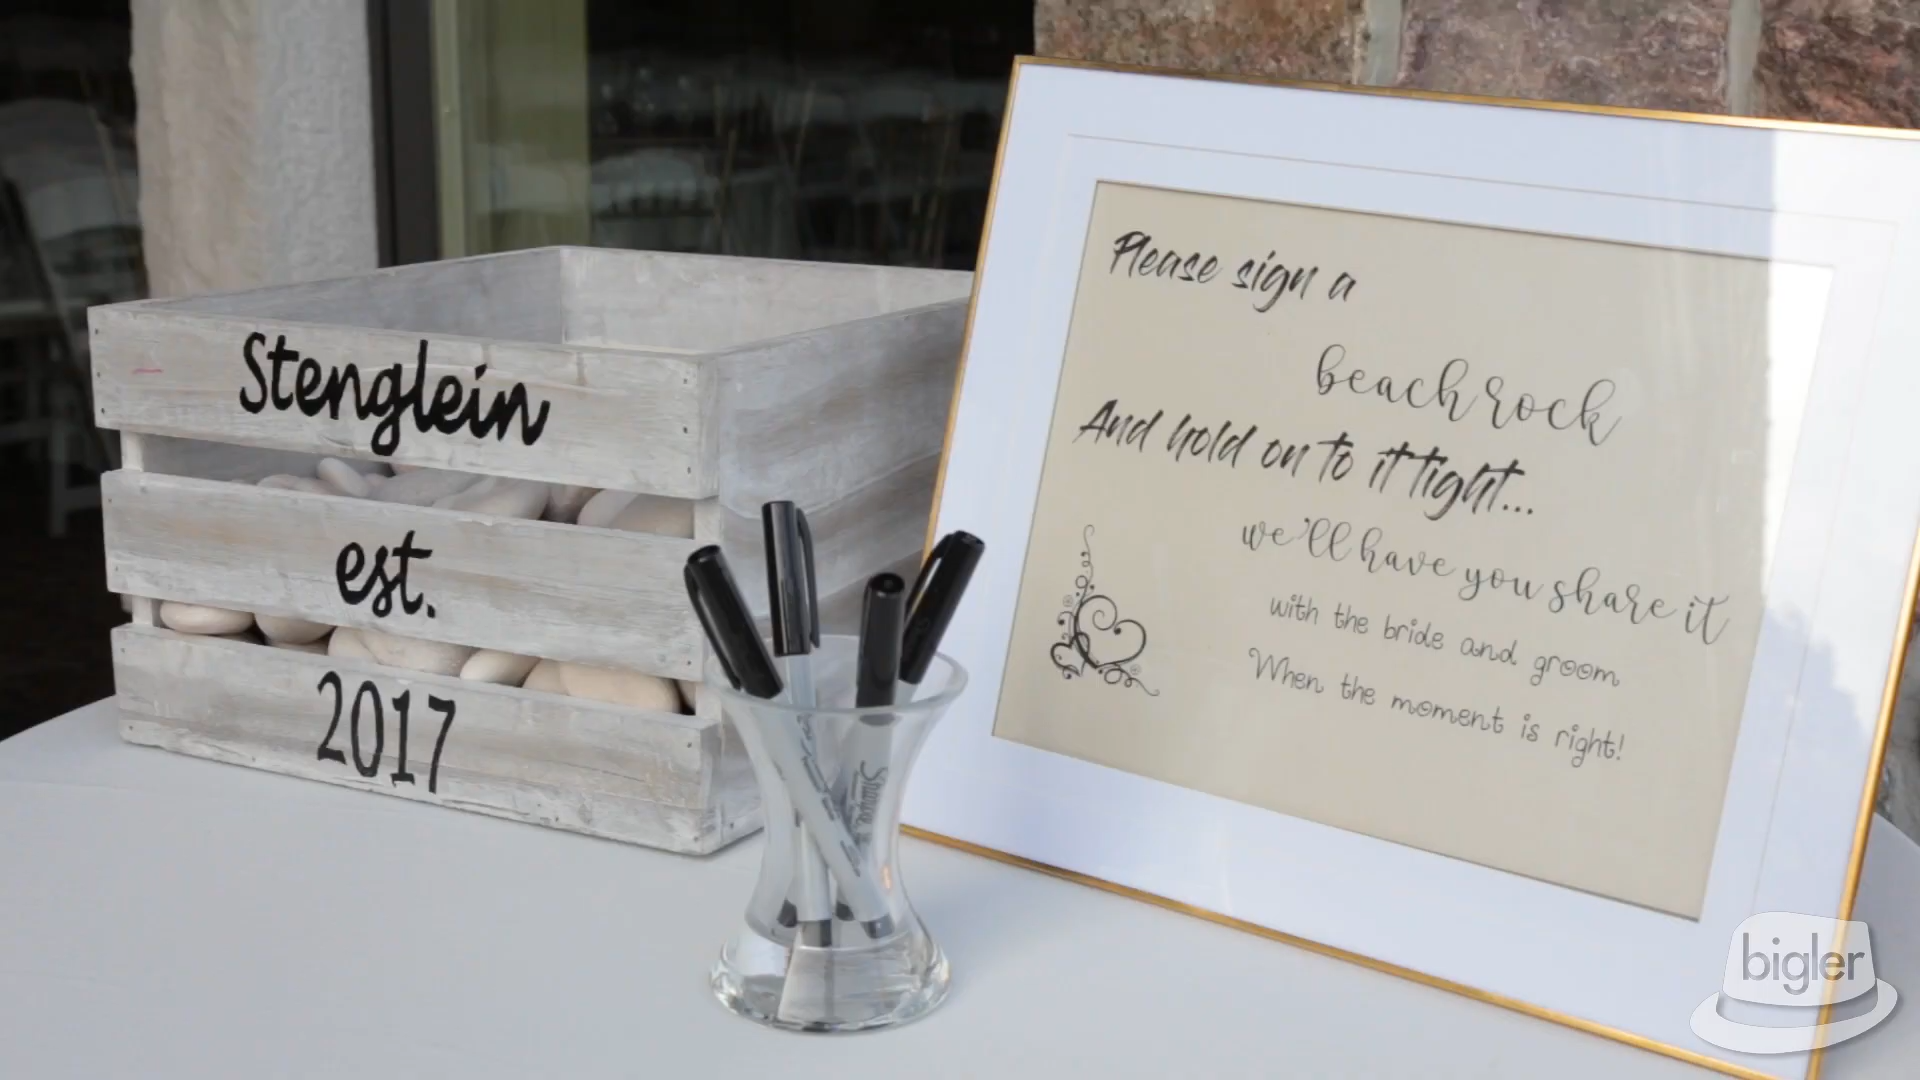 Stenglein
est.
2017
Please sign a
beach rock
And hold on to it tight...
we'll have you share it
with the bride and groom
When the moment is right!
Sharpie
bigler